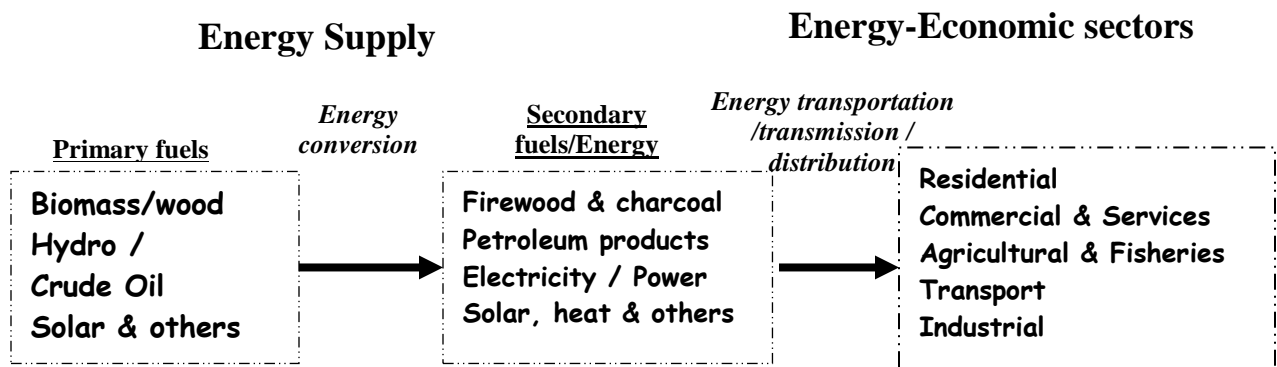 Energy Supply
Energy-Economic sectors
Energy
conversion
Energy transportation
/transmission /
distribution
Primary fuels
Biomass/wood
Hydro /
Crude Oil
Solar & others
Secondary
fuels/Energy
Firewood & charcoal
Petroleum products
Electricity / Power
Solar, heat & others
Residential
Commercial & Services
Agricultural & Fisheries
Transport
Industrial